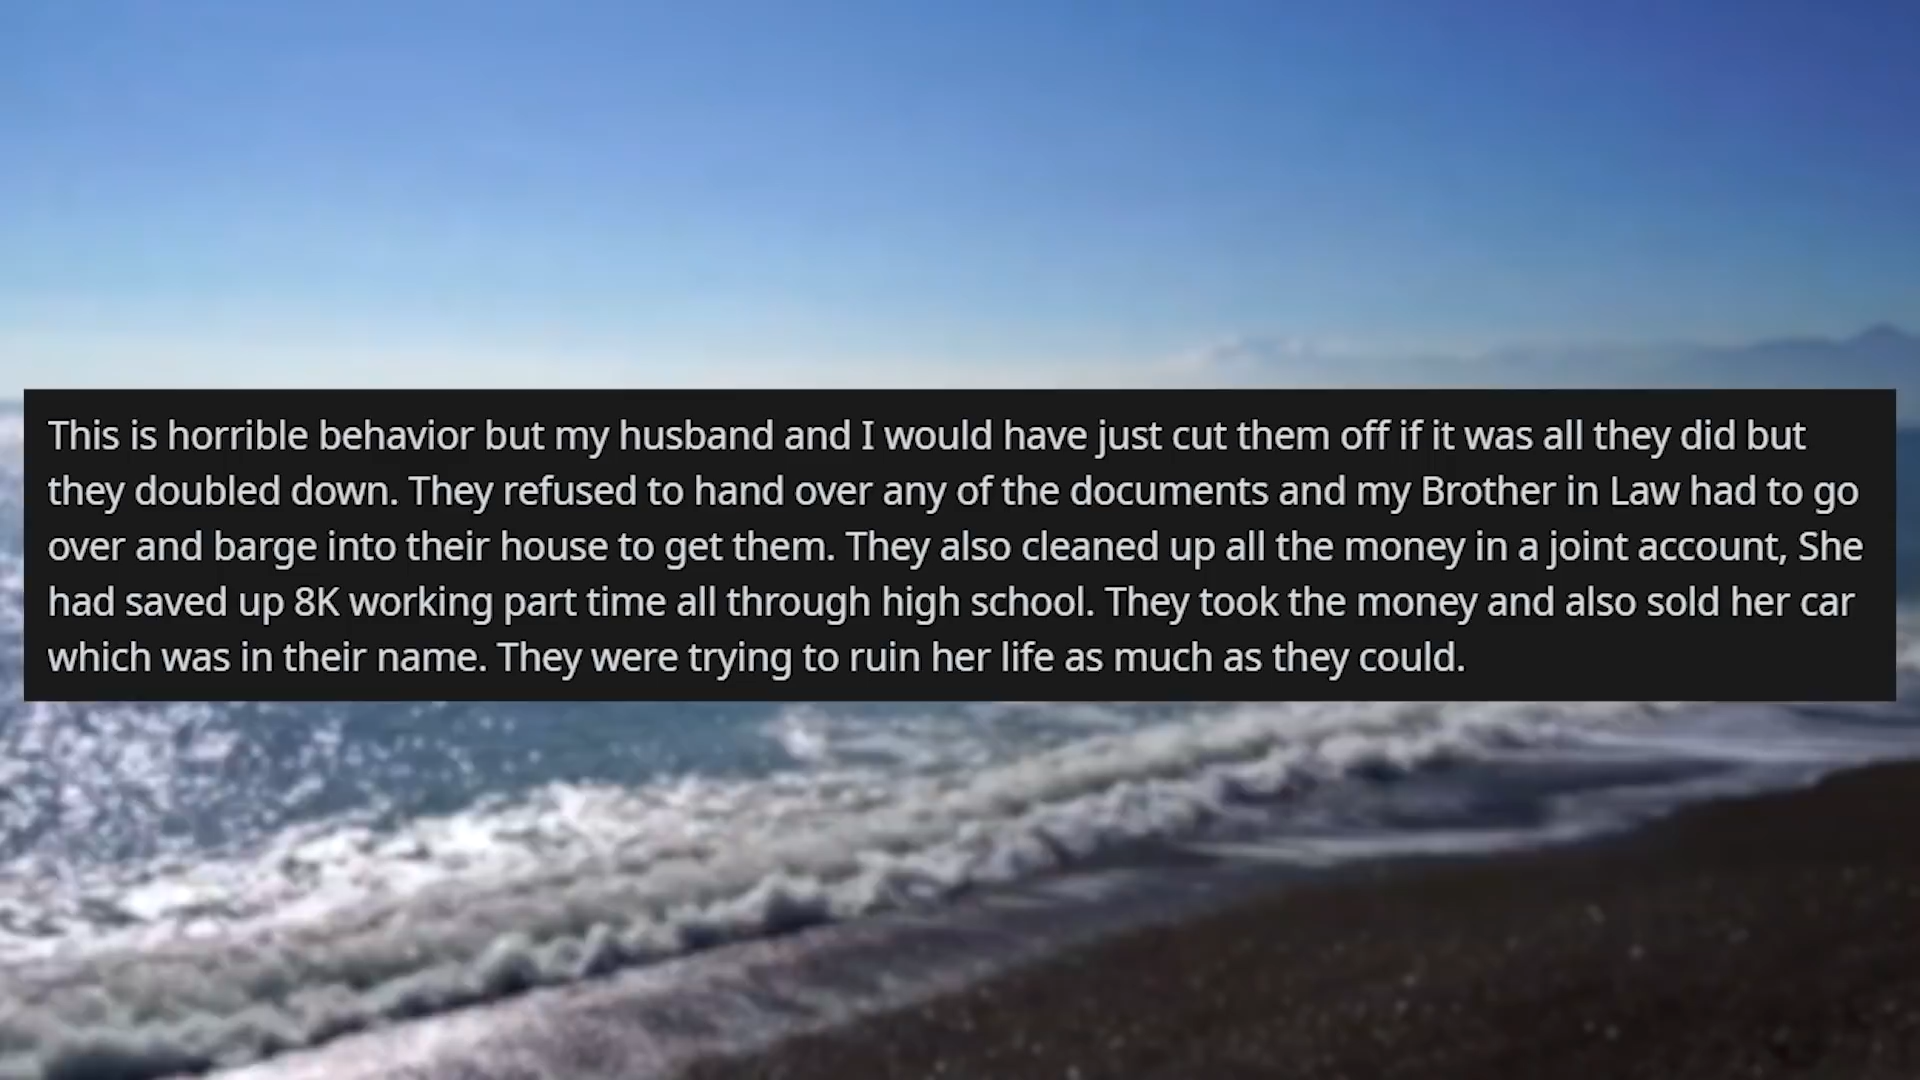 This is horrible behavior but my husband and I would have just cut them off if it was all they did but
they doubled down. They refused to hand over any of the documents and my Brother in Law had to go
over and barge into their house to get them. They also cleaned up all the money in a joint account, She
had saved up 8K working part time all through high school. They took the money and also sold her car
which was in their name. They were trying to ruin her life as much as they could.